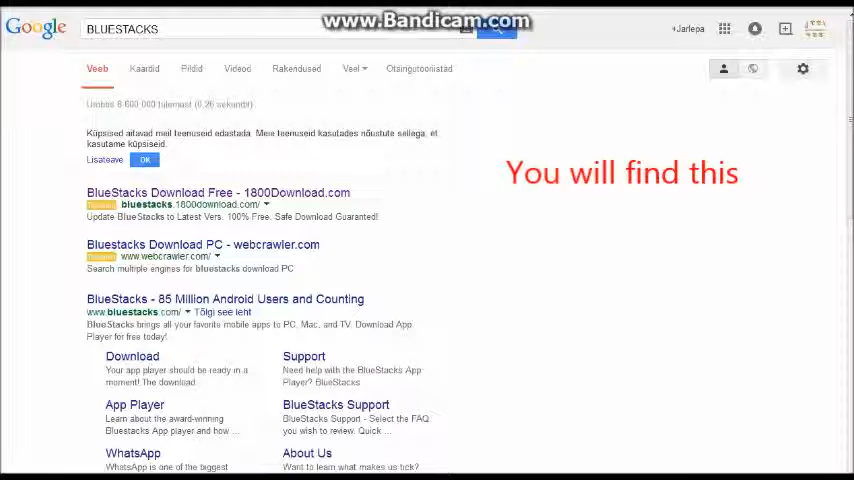 www.Bandicam.com
Google BLUESTACKS +Jarlepa
Veeb Kaardid Pildid Videod Rakendused Veel Otsingutööriistad
Umbes 6 600 000 tulemust (0,26 sekundit)
Küpsised aitavad meil teenuseid edastada. Meie teenuseid kasutades nõustute sellega, et
kasutame küpsiseid.
Lisateave OK
You will find this
BlueStacks Download Free - 1800Download.com
bluestacks.1800download.com/
Update BlueStacks to Latest Vers. 100% Free. Safe Download Guaranted!
Bluestacks Download PC - webcrawler.com
www.webcrawler.com/
Search multiple engines for bluestacks download PC
BlueStacks - 85 Million Android Users and Counting
www.bluestacks.com/ Tõlgi see leht
BlueStacks brings all your favorite mobile apps to PC, Mac, and TV. Download App
Player for free today!
Download
Your app player should be ready in a
moment! The download.
Support
Need help with the BlueStacks App
Player? BlueStacks
App Player
Learn about the award-winning
Bluestacks App player and how ...
BlueStacks Support
BlueStacks Support - Select the FAQ
you wish to review. Quick ...
WhatsApp
WhatsApp is one of the biggest
About Us
Want to learn what makes us tick?